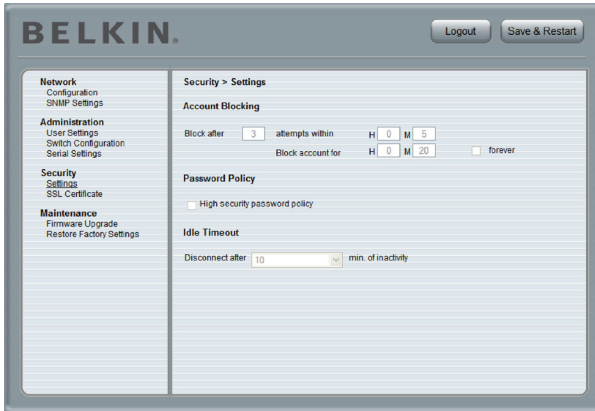 BELKIN.
Logout
Save & Restart
Network
Configuration
SNMP Settings
Administration
User Settings
Switch Configuration
Serial Settings
Security
Settings
SSL Certificate
Maintenance
Firmware Upgrade
Restore Factory Settings
Security > Settings
Account Blocking
Block after 3 attempts within H 0 M 5
Block account for H 0 M 20 forever
Password Policy
High security password policy
Idle Timeout
Disconnect after 10 min. of inactivity